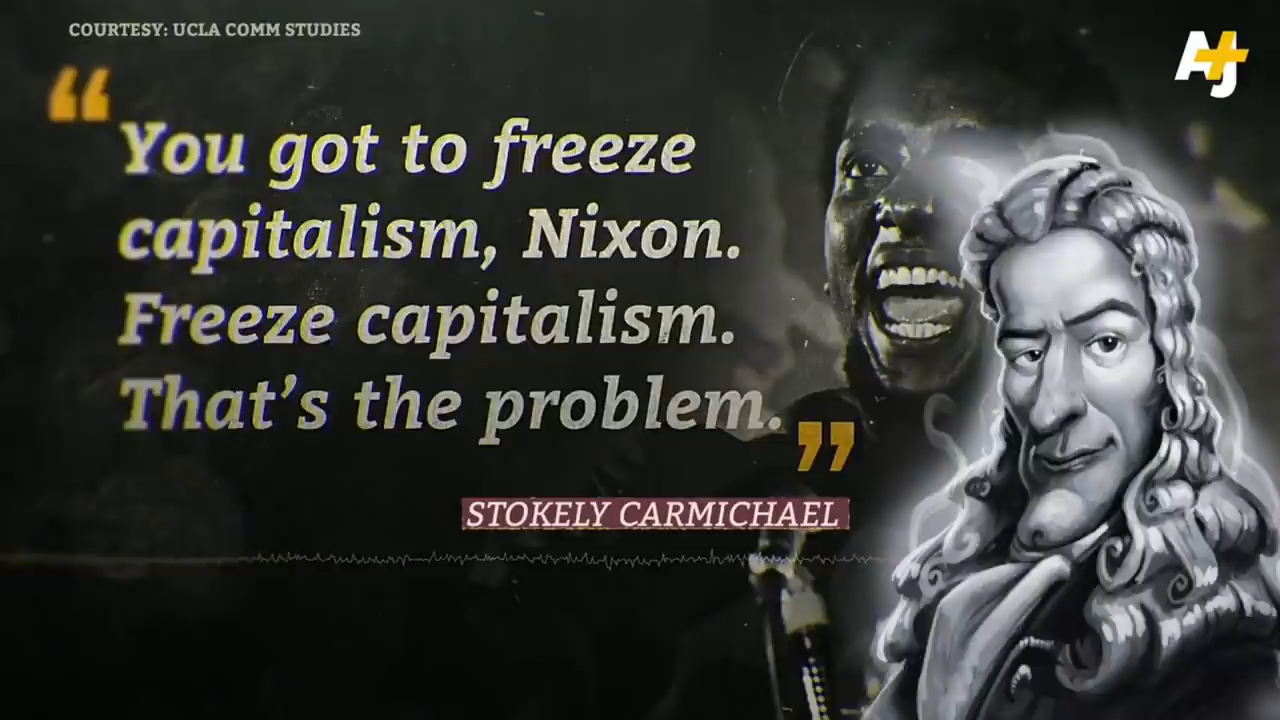 COURTESY: UCLA COMM STUDIES
AJ+
“You got to freeze
capitalism, Nixon.
Freeze capitalism.
That’s the problem.”
STOKELY CARMICHAEL